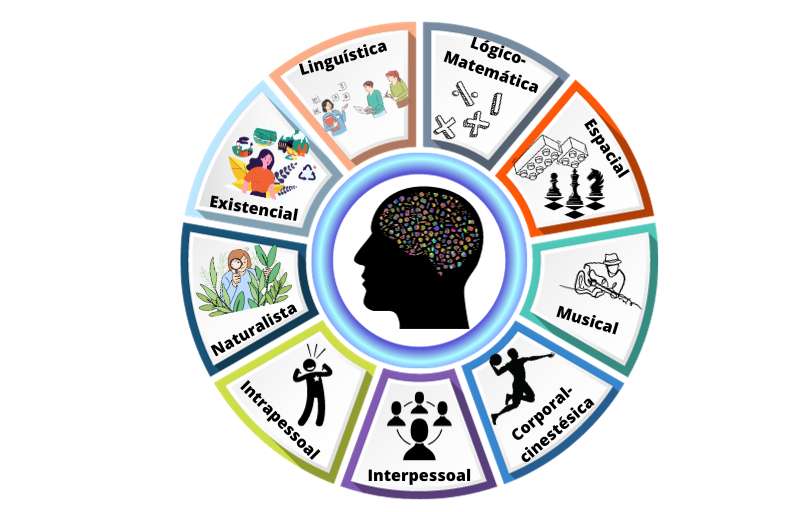 Linguística
Lógico-
Matemática
Espacial
Musical
Corporal-
cinestésica
Interpessoal
Intrapessoal
Naturalista
Existencial